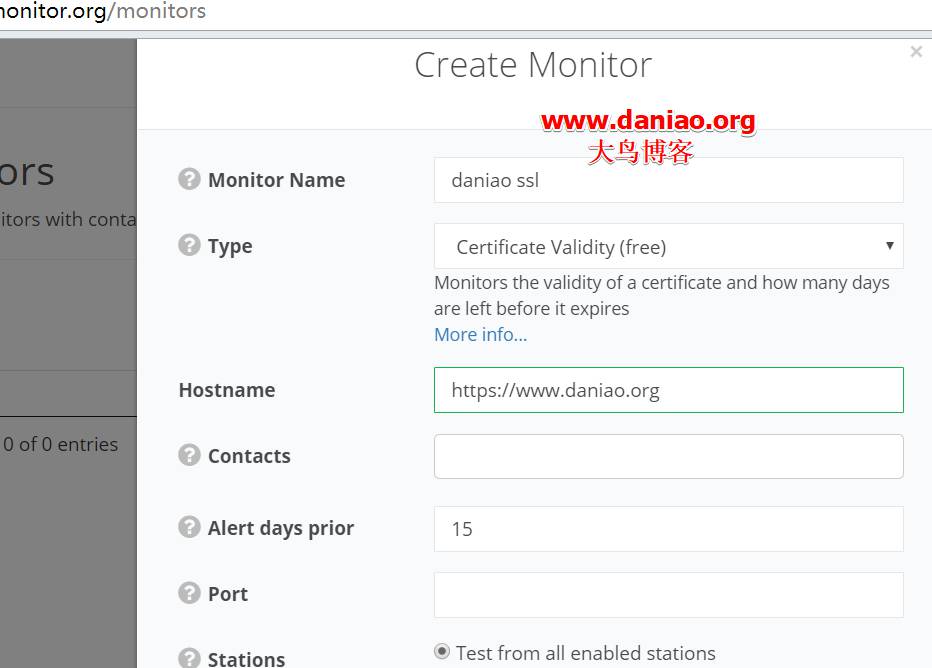 monitor.org/monitors
Create Monitor
×
www.daniao.org
大鸟博客
ors
itors with conta
0 of 0 entries
? Monitor Name
daniao ssl
? Type
Certificate Validity (free)
Monitors the validity of a certificate and how many days
are left before it expires
More info...
Hostname
https://www.daniao.org
? Contacts
? Alert days prior
15
? Port
? Stations
Test from all enabled stations